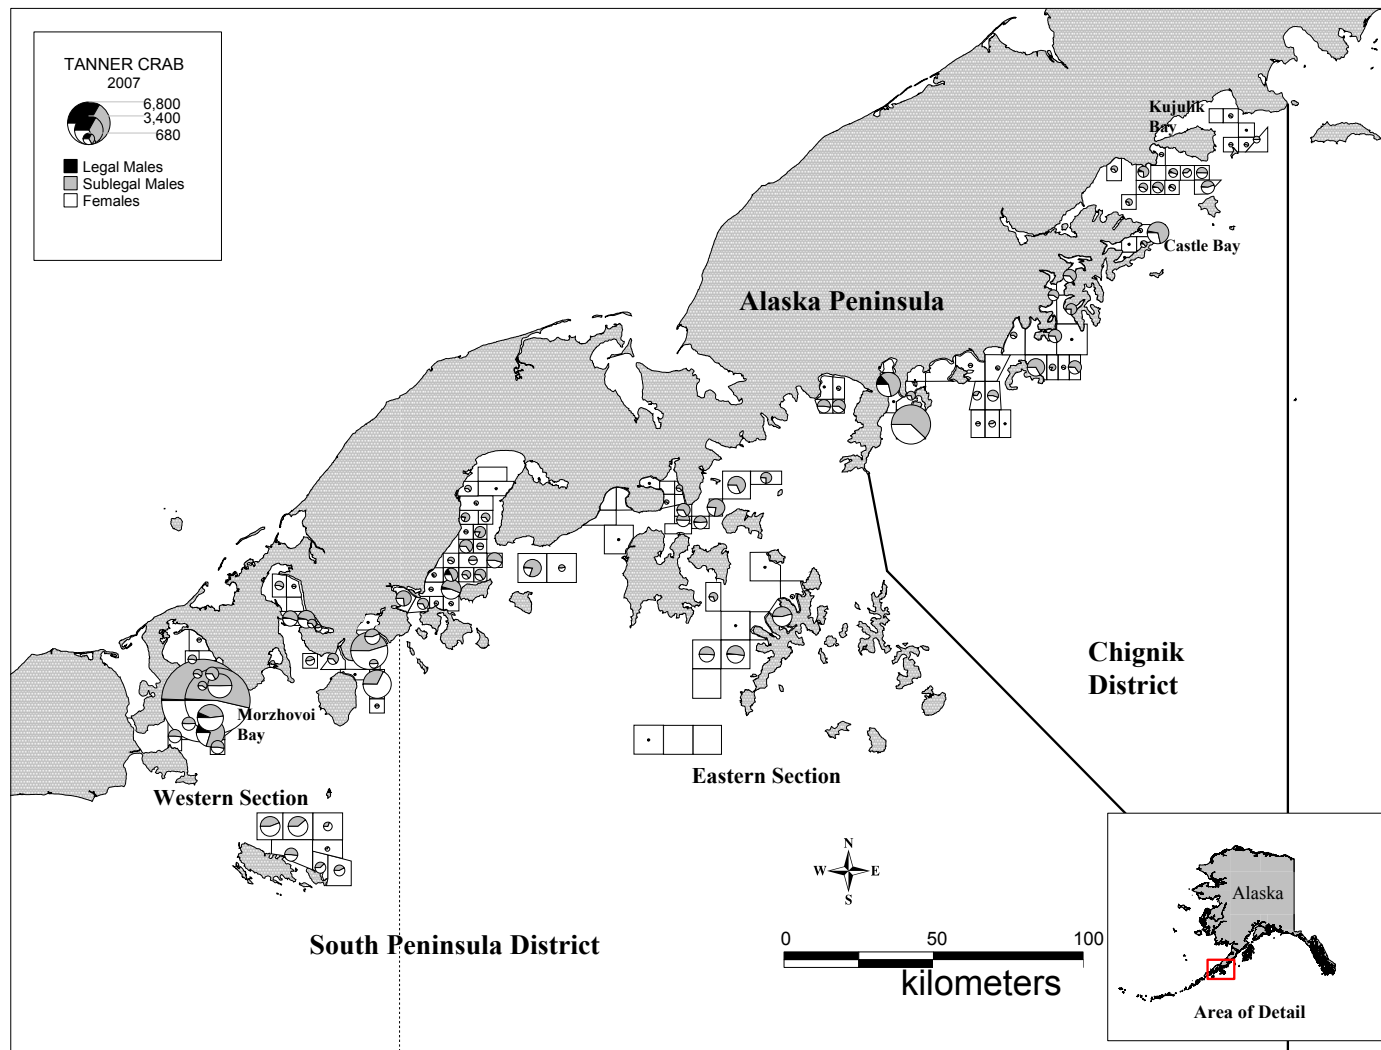 TANNER CRAB
2007
6,800
3,400
680
Legal Males
Sublegal Males
Females
Kujulik
Bay
Castle Bay
Alaska Peninsula
Chignik
District
Morzhovoi
Bay
Eastern Section
Western Section
South Peninsula District
N
W E
S
0 50 100
kilometers
Alaska
Area of Detail